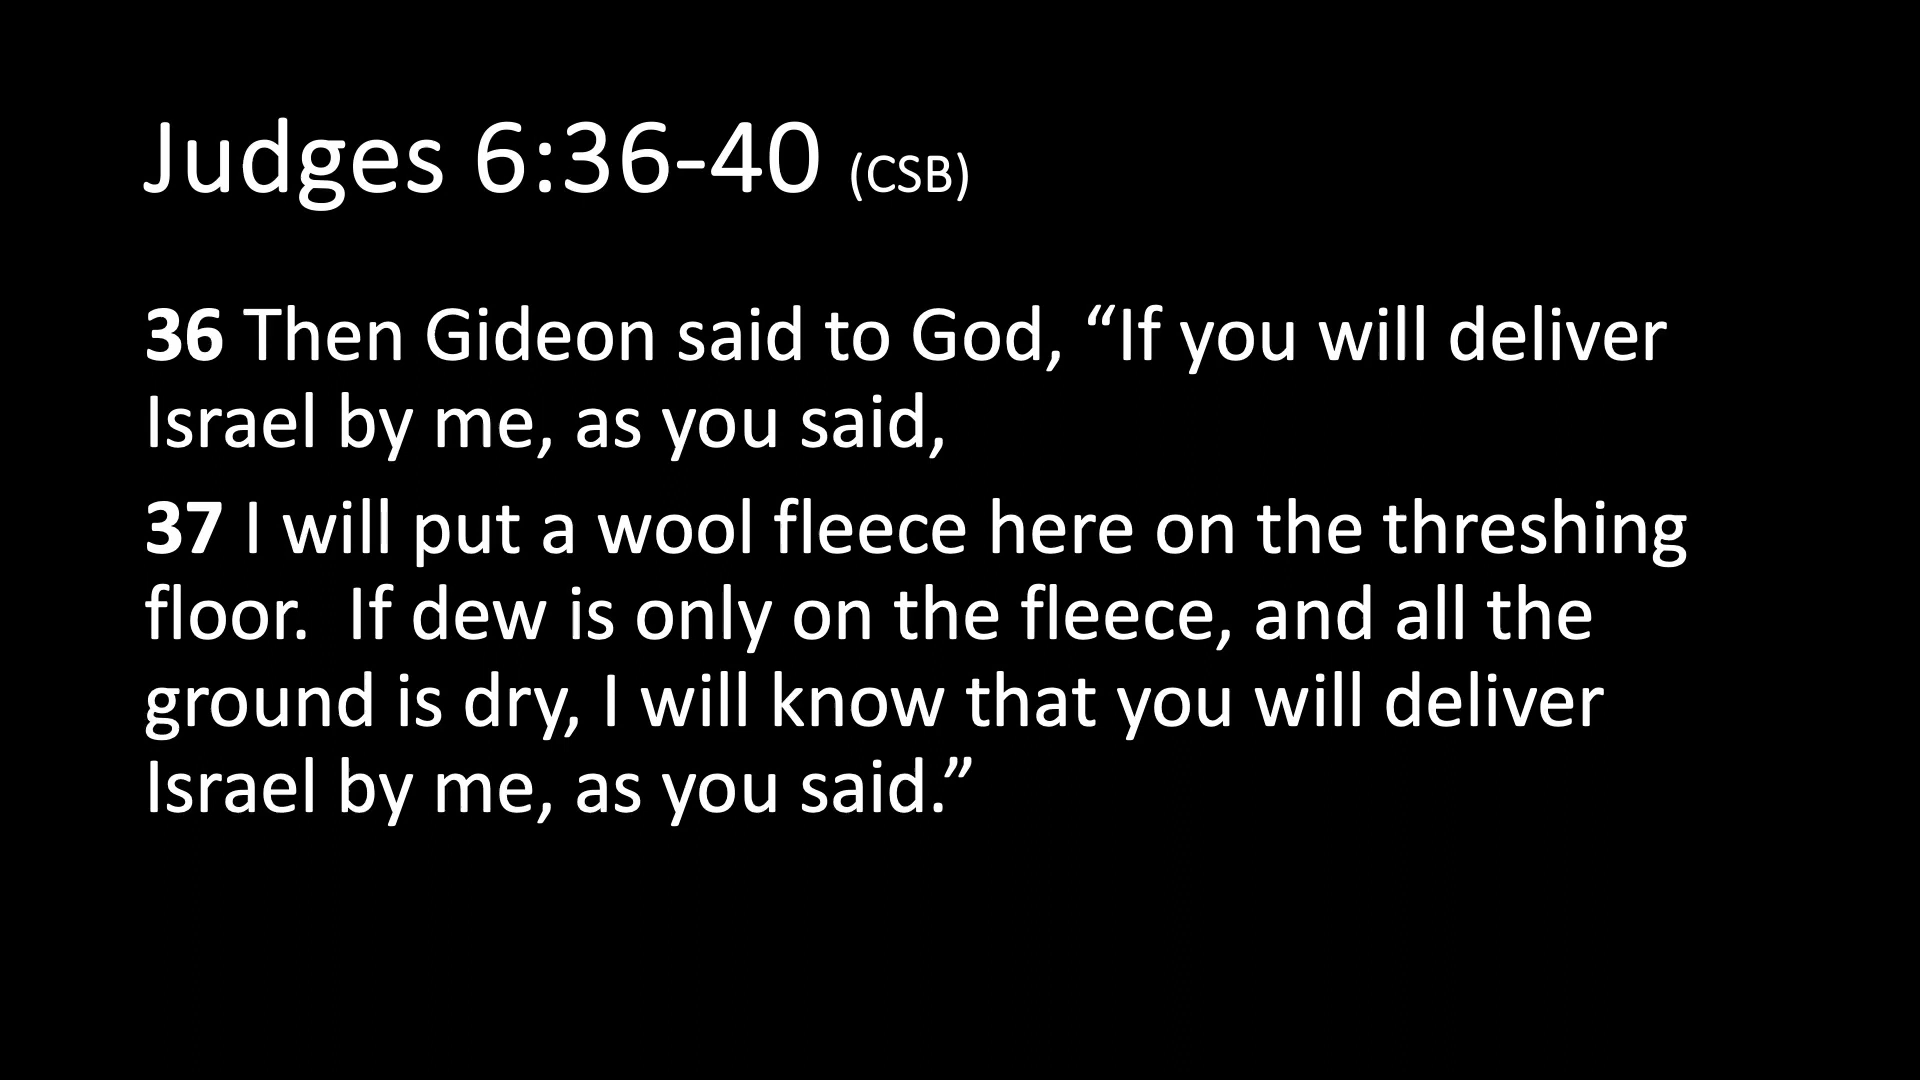 Judges 6:36-40 (CSB)
36 Then Gideon said to God, “If you will deliver
Israel by me, as you said,
37 I will put a wool fleece here on the threshing
floor.  If dew is only on the fleece, and all the
ground is dry, I will know that you will deliver
Israel by me, as you said.”